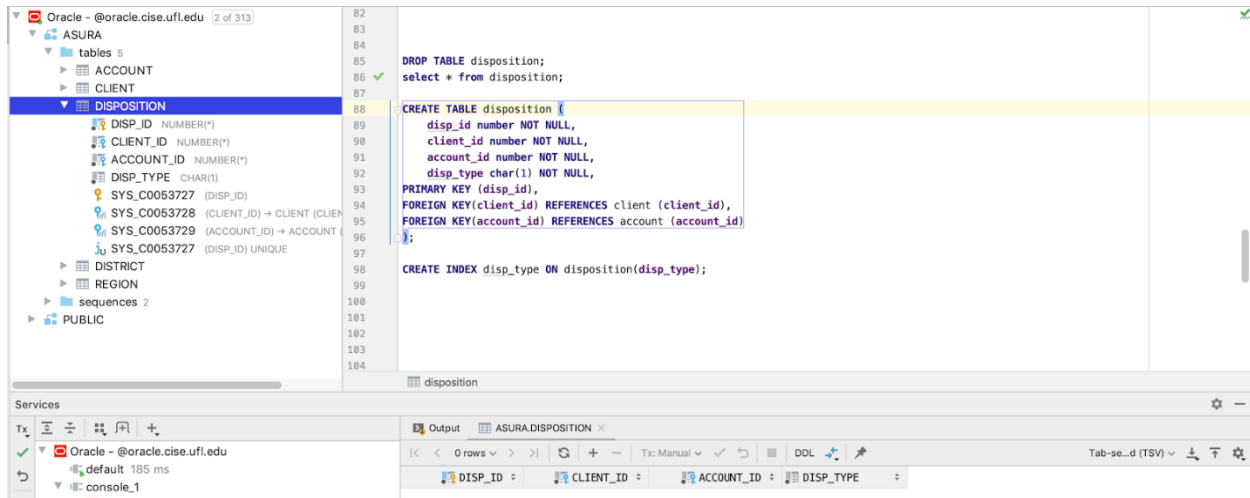 Oracle - @oracle.cise.ufl.edu 2 of 313
ASURA
tables 5
ACCOUNT
CLIENT
DISPOSITION
DISP_ID NUMBER(*)
CLIENT_ID NUMBER(*)
ACCOUNT_ID NUMBER(*)
DISP_TYPE CHAR(1)
SYS_C0053727 (DISP_ID)
SYS_C0053728 (CLIENT_ID) → CLIENT (CLIEN
SYS_C0053729 (ACCOUNT_ID) → ACCOUNT (
SYS_C0053727 (DISP_ID) UNIQUE
DISTRICT
REGION
sequences 2
PUBLIC
82
83
84
85 DROP TABLE disposition;
86 select * from disposition;
87
88 CREATE TABLE disposition (
89 disp_id number NOT NULL,
90 client_id number NOT NULL,
91 account_id number NOT NULL,
92 disp_type char(1) NOT NULL,
93 PRIMARY KEY (disp_id),
94 FOREIGN KEY(client_id) REFERENCES client (client_id),
95 FOREIGN KEY(account_id) REFERENCES account (account_id)
96 );
97
98 CREATE INDEX disp_type ON disposition(disp_type);
99
100
101
102
103
104
disposition
Services
Tx
Oracle - @oracle.cise.ufl.edu
default 185 ms
console_1
Output ASURA.DISPOSITION
0 rows Tx: Manual DDL Tab-se...d (TSV)
DISP_ID CLIENT_ID ACCOUNT_ID DISP_TYPE